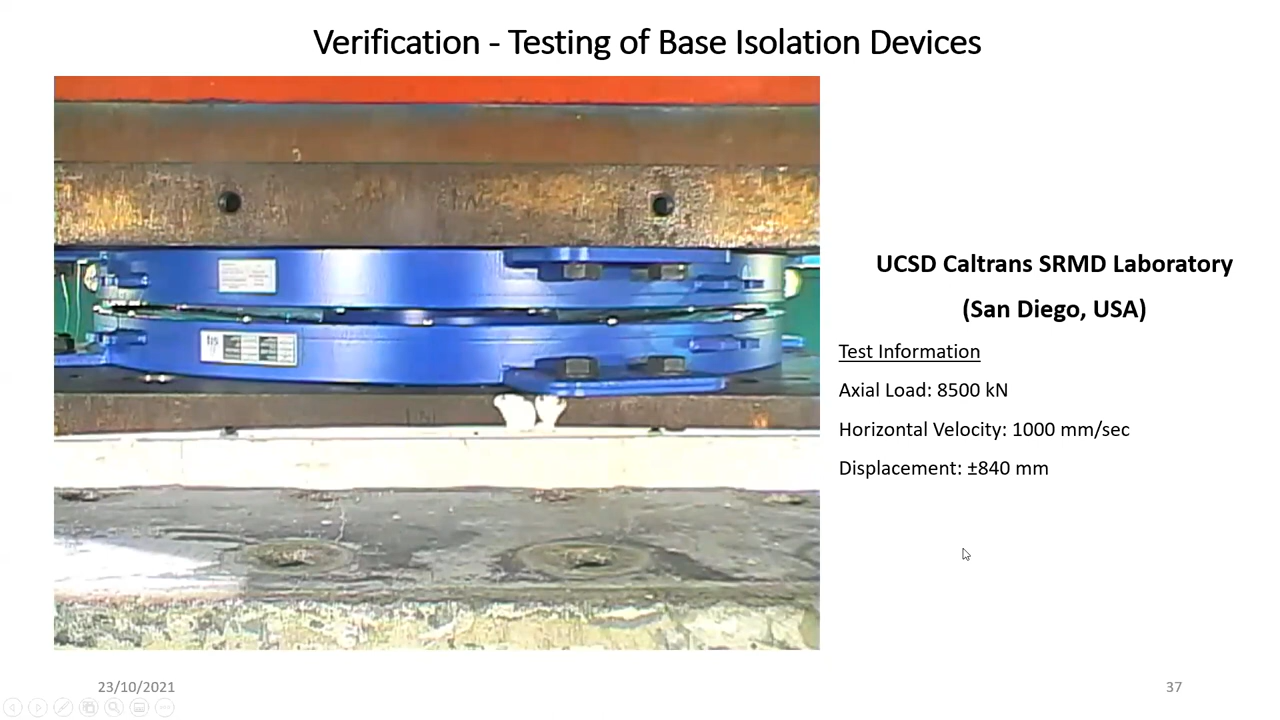 Verification - Testing of Base Isolation Devices
UCSD Caltrans SRMD Laboratory
(San Diego, USA)
Test Information
Axial Load: 8500 kN
Horizontal Velocity: 1000 mm/sec
Displacement: ±840 mm
23/10/2021
37